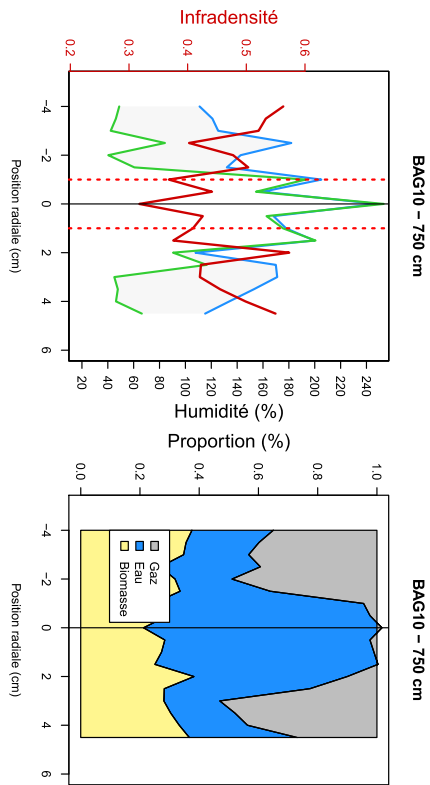 Infradensité
0.2 0.3 0.4 0.5 0.6
BAG10 − 750 cm
−4 −2 0 2 4 6
Position radiale (cm)
20 40 60 80 100 120 140 160 180 200 220 240
Humidité (%)
Proportion (%)
0.0 0.2 0.4 0.6 0.8 1.0
BAG10 − 750 cm
−4 −2 0 2 4 6
Position radiale (cm)
Gaz
Eau
Biomasse